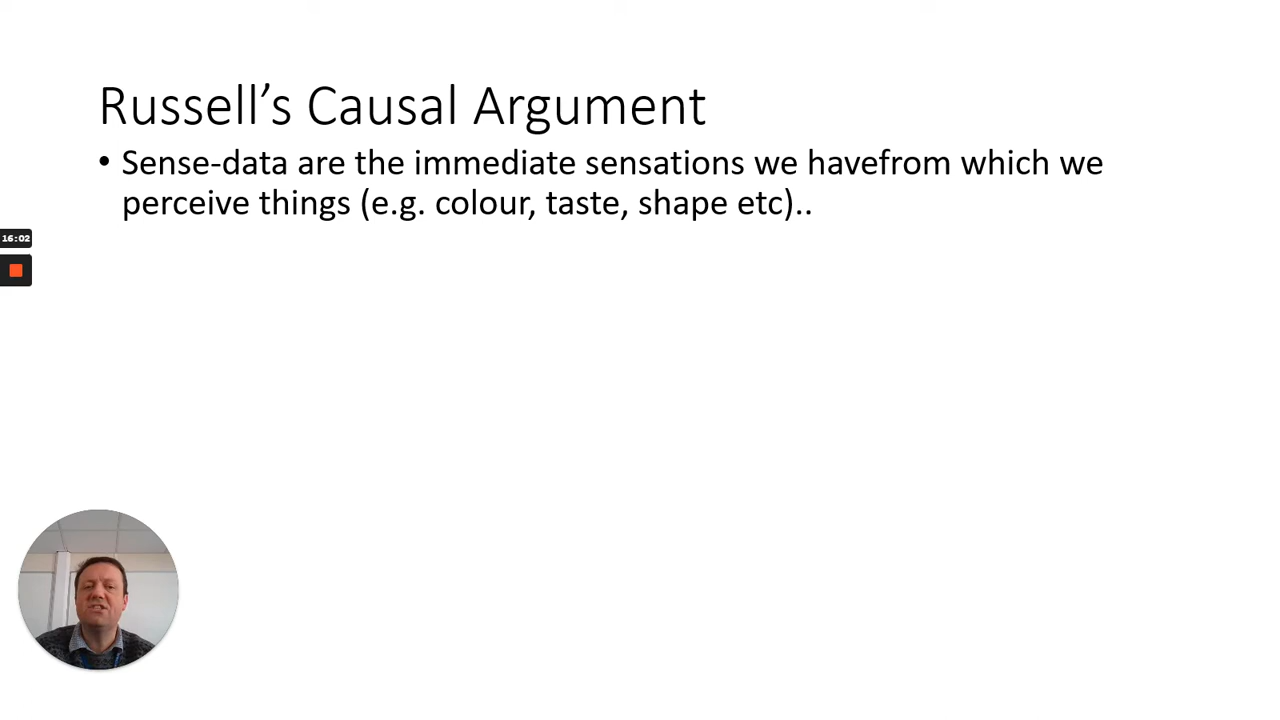 Russell’s Causal Argument
• Sense-data are the immediate sensations we havefrom which we
perceive things (e.g. colour, taste, shape etc)..
16:02